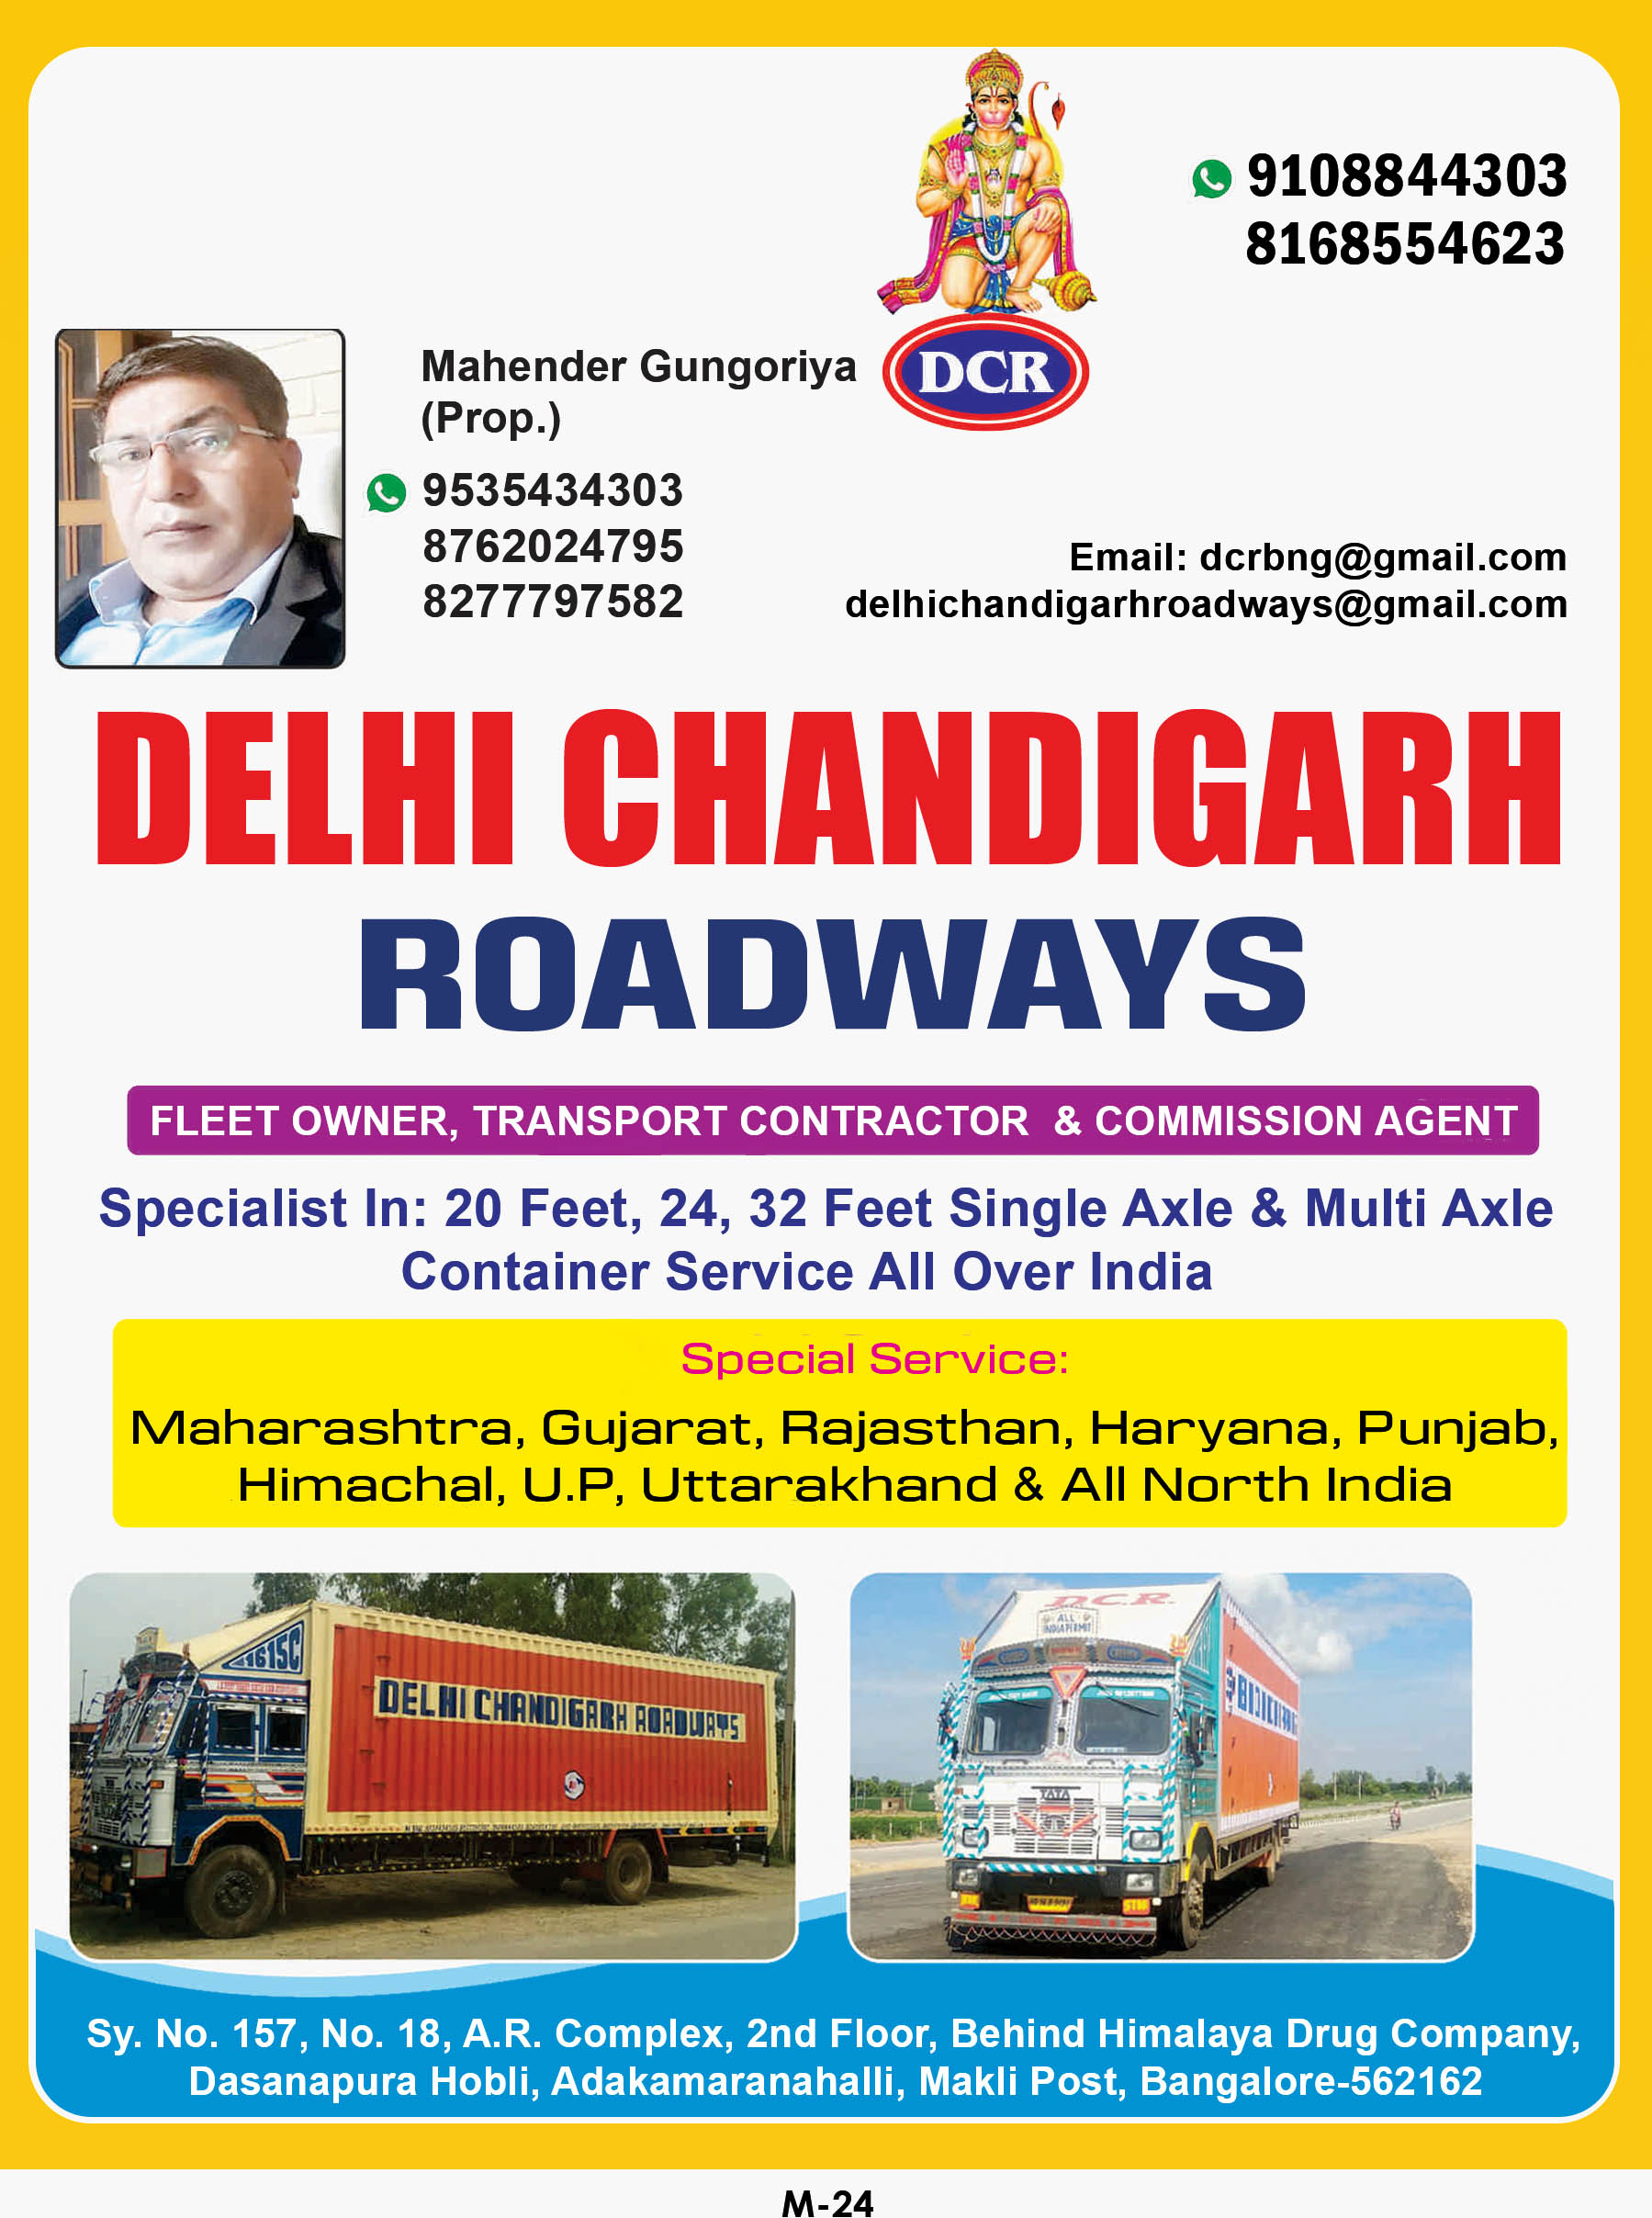 9108844303
8168554623
Mahender Gungoriya
(Prop.)
DCR
9535434303
8762024795
8277797582
Email: dcrbng@gmail.com
delhichandigarhroadways@gmail.com
DELHI CHANDIGARH
ROADWAYS
FLEET OWNER, TRANSPORT CONTRACTOR & COMMISSION AGENT
Specialist In: 20 Feet, 24, 32 Feet Single Axle & Multi Axle
Container Service All Over India
Special Service:
Maharashtra, Gujarat, Rajasthan, Haryana, Punjab,
Himachal, U.P, Uttarakhand & All North India
1615C
DELHI CHANDIGARH ROADWAYS
D.C.R.
ALL
INDIA PERMIT
TATA
Sy. No. 157, No. 18, A.R. Complex, 2nd Floor, Behind Himalaya Drug Company,
Dasanapura Hobli, Adakamaranahalli, Makli Post, Bangalore-562162
M-24